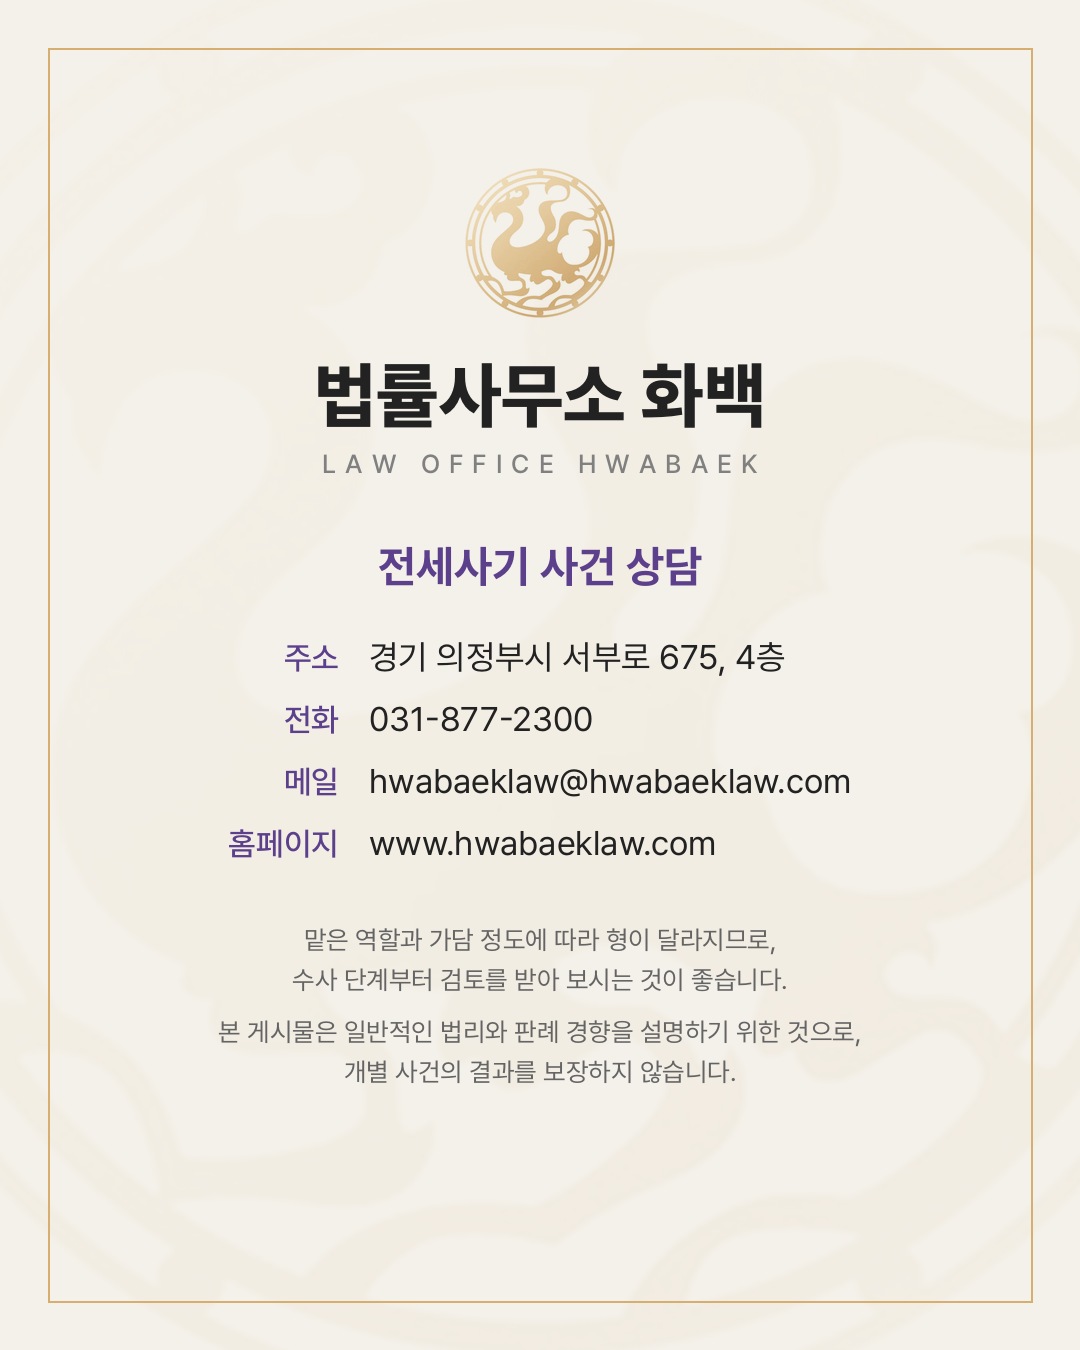 법률사무소 화백
LAW OFFICE HWABAEK
전세사기 사건 상담
주소 경기 의정부시 서부로 675, 4층
전화 031-877-2300
메일 hwabaeklaw@hwabaeklaw.com
홈페이지 www.hwabaeklaw.com
맡은 역할과 가담 정도에 따라 형이 달라지므로,
수사 단계부터 검토를 받아 보시는 것이 좋습니다.
본 게시물은 일반적인 법리와 판례 경향을 설명하기 위한 것으로,
개별 사건의 결과를 보장하지 않습니다.